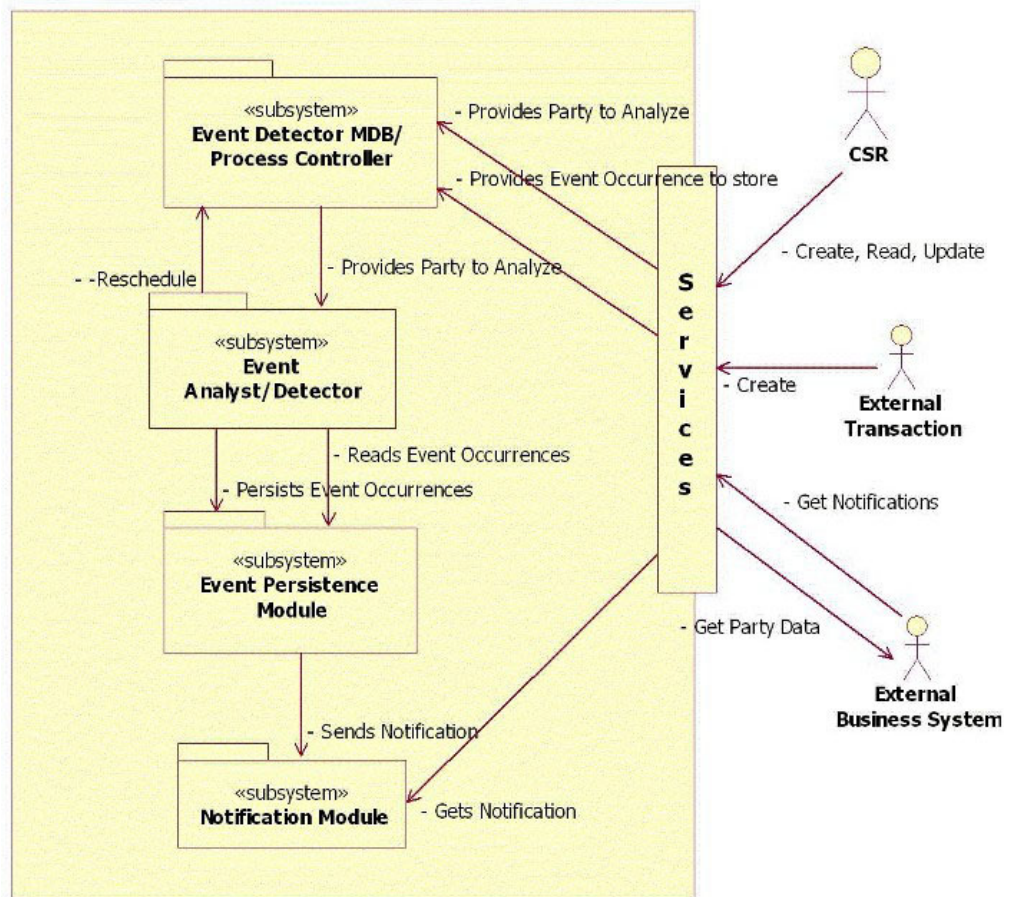 «subsystem»
Event Detector MDB/
Process Controller
- Provides Party to Analyze
- Provides Event Occurrence to store
CSR
- Create, Read, Update
- -Reschedule
- Provides Party to Analyze
Services
«subsystem»
Event
Analyst/Detector
- Create
External
Transaction
- Reads Event Occurrences
- Persists Event Occurrences
- Get Notifications
«subsystem»
Event Persistence
Module
- Get Party Data
External
Business System
- Sends Notification
«subsystem»
Notification Module
- Gets Notification